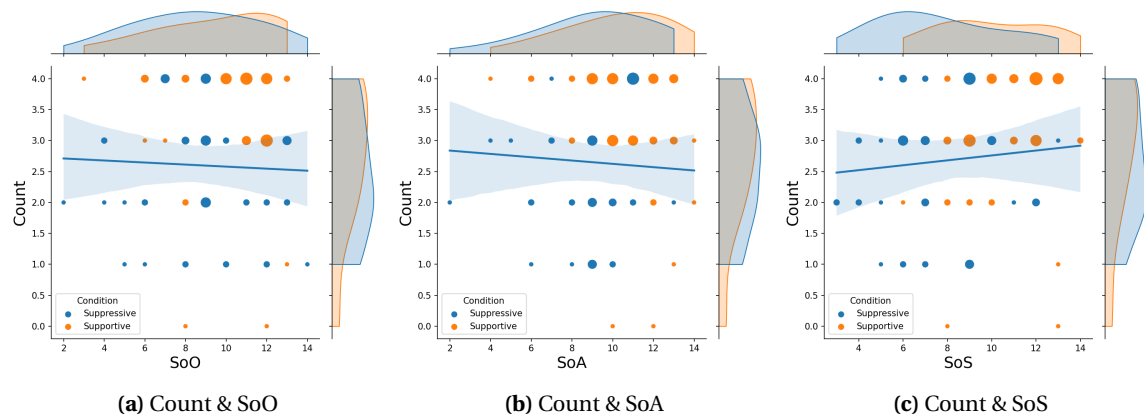 4.0
3.5
3.0
2.5
2.0
1.5
1.0
0.5
0.0
Count
Condition
Suppressive
Supportive
2 4 6 8 10 12 14
SoO
(a) Count & SoO
4.0
3.5
3.0
2.5
2.0
1.5
1.0
0.5
0.0
Count
Condition
Suppressive
Supportive
2 4 6 8 10 12 14
SoA
(b) Count & SoA
4.0
3.5
3.0
2.5
2.0
1.5
1.0
0.5
0.0
Count
Condition
Suppressive
Supportive
4 6 8 10 12 14
SoS
(c) Count & SoS